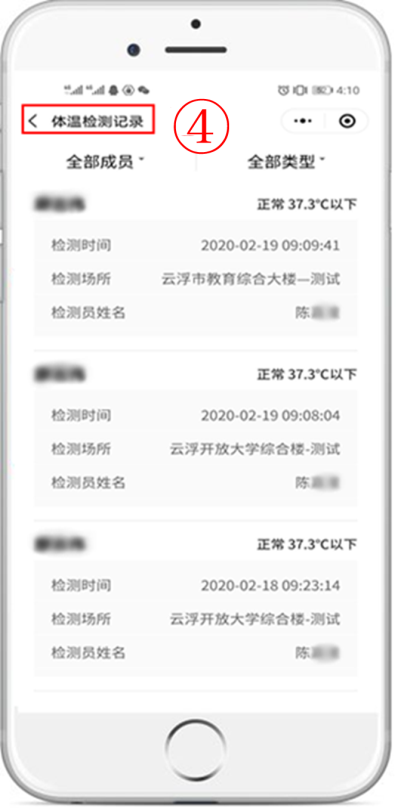 4:10
体温检测记录
④
全部成员
全部类型
正常 37.3℃以下
检测时间 2020-02-19 09:09:41
检测场所 云浮市教育综合大楼—测试
检测员姓名 陈
正常 37.3℃以下
检测时间 2020-02-19 09:08:04
检测场所 云浮开放大学综合楼-测试
检测员姓名 陈
正常 37.3℃以下
检测时间 2020-02-18 09:23:14
检测场所 云浮开放大学综合楼-测试
检测员姓名 陈